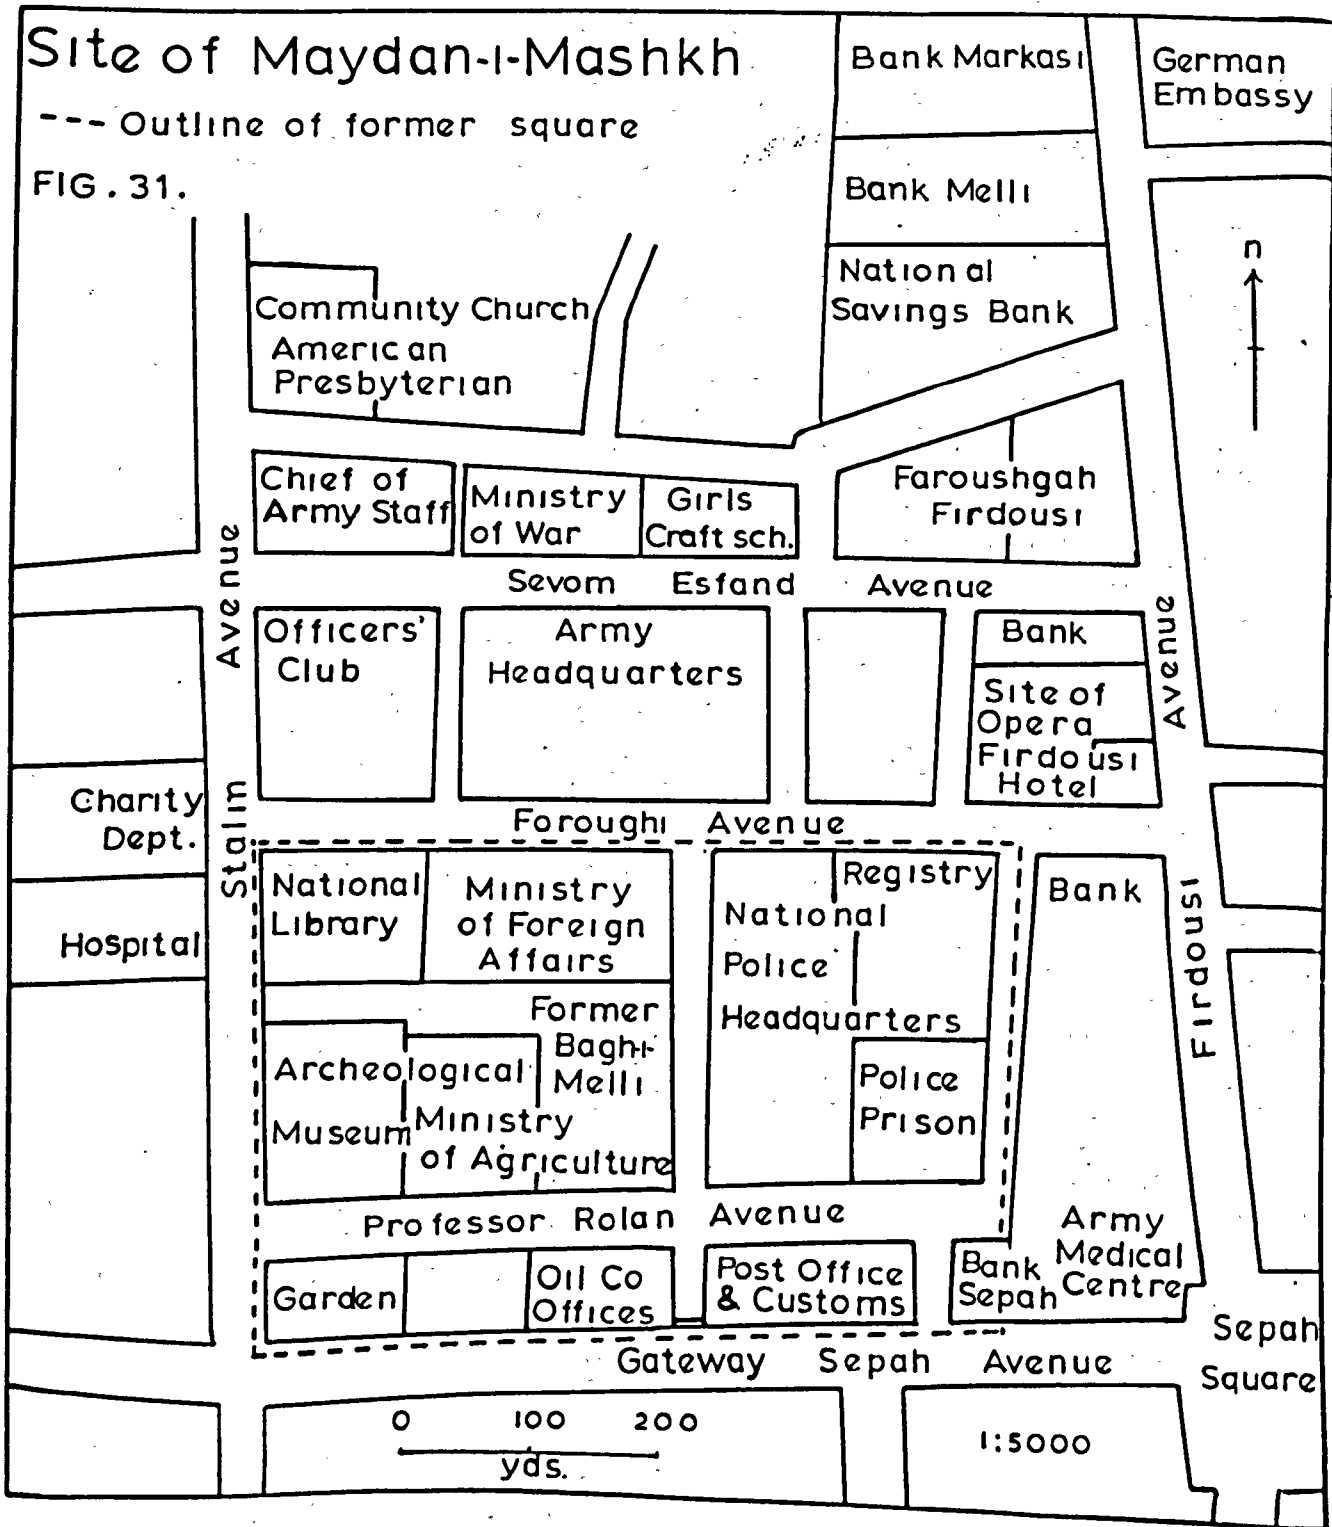 Site of Maydan-i-Mashkh
--- Outline of former square
FIG. 31.
Bank Markasi
German
Embassy
Bank Melli
National
Savings Bank
n
Community Church
American
Presbyterian
Chief of
Army Staff
Ministry
of War
Girls
Craft sch.
Faroushgah
Firdousi
Sevom Esfand Avenue
Officers'
Club
Army
Headquarters
Bank
Site of
Opera
Firdousi
Hotel
Stalin Avenue
Firdousi Avenue
Charity
Dept.
Hospital
Foroughi Avenue
National
Library
Ministry
of Foreign
Affairs
Registry
National
Police
Headquarters
Bank
Former
Baghi-
Melli
Archeological
Museum
Ministry
of Agriculture
Police
Prison
Professor Rolan Avenue
Army
Medical
Centre
Garden
Oil Co
Offices
Post Office
& Customs
Bank
Sepah
Sepah
Square
Gateway Sepah Avenue
0 100 200
yds.
1:5000